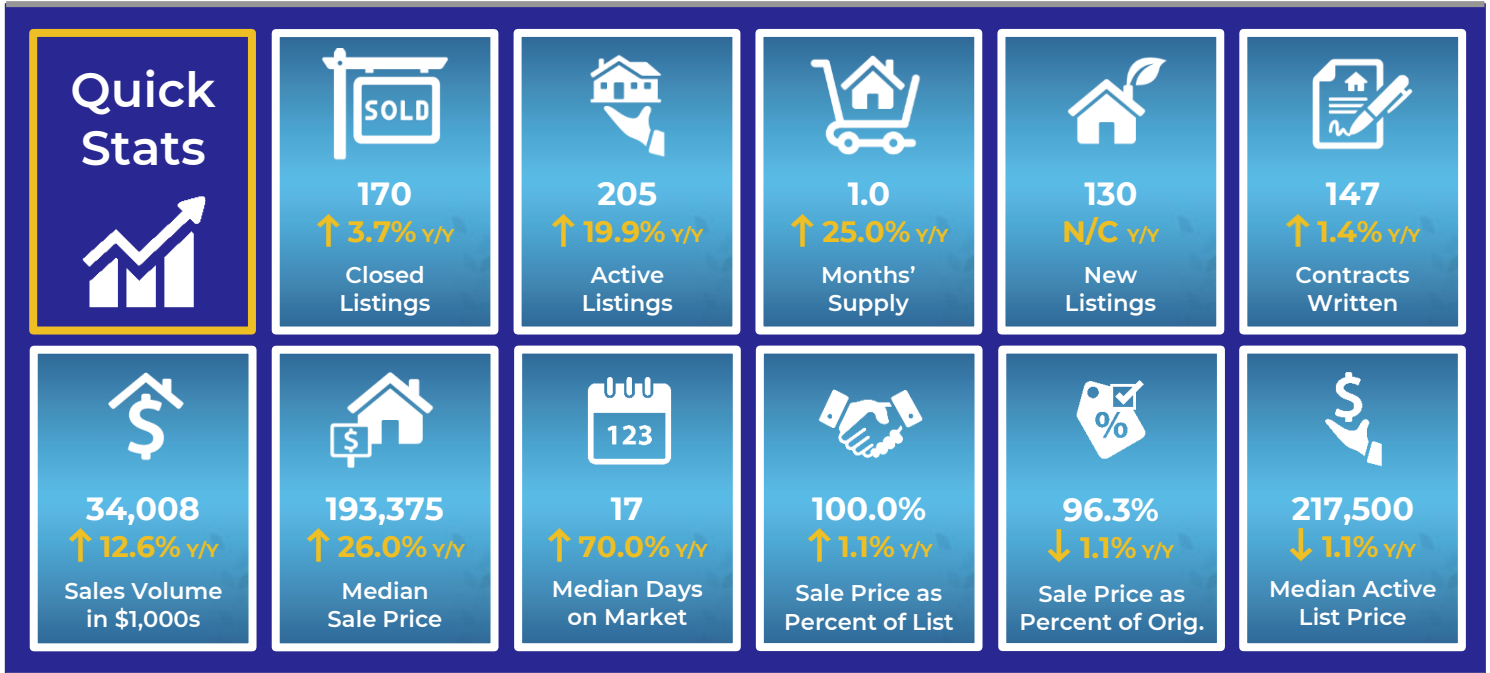 Quick
Stats
SOLD
170
↑ 3.7% Y/Y
Closed
Listings
205
↑ 19.9% Y/Y
Active
Listings
1.0
↑ 25.0% Y/Y
Months’
Supply
130
N/C Y/Y
New
Listings
147
↑ 1.4% Y/Y
Contracts
Written
$
34,008
↑ 12.6% Y/Y
Sales Volume
in $1,000s
$
193,375
↑ 26.0% Y/Y
Median
Sale Price
123
17
↑ 70.0% Y/Y
Median Days
on Market
100.0%
↑ 1.1% Y/Y
Sale Price as
Percent of List
%
96.3%
↓ 1.1% Y/Y
Sale Price as
Percent of Orig.
$
217,500
↓ 1.1% Y/Y
Median Active
List Price